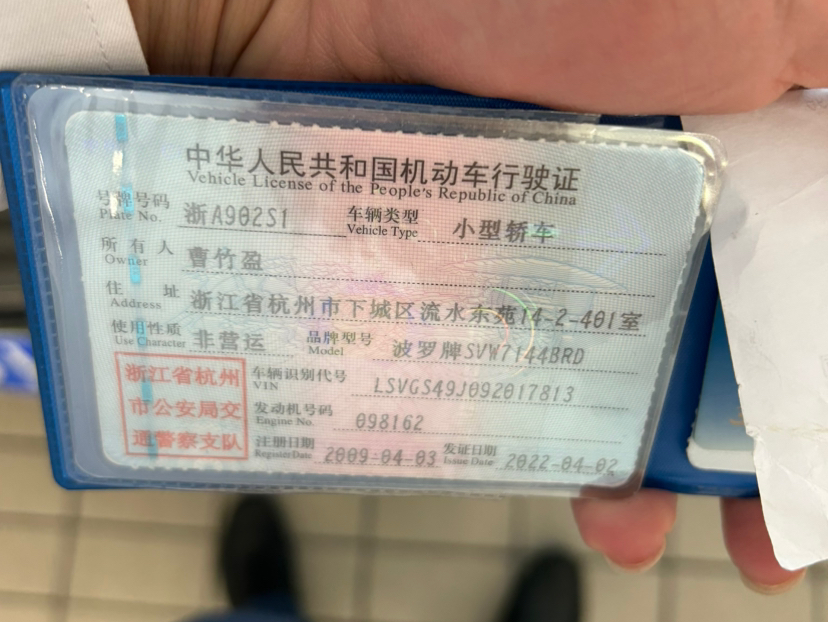 中华人民共和国机动车行驶证
Vehicle License of the People's Republic of China
号牌号码 浙A902S1 车辆类型 小型轿车
Plate No. Vehicle Type
所有人 曹竹盈
Owner
住址 浙江省杭州市下城区流水东苑14-2-401室
Address
使用性质 非营运 品牌型号 波罗牌SVW7144BRD
Use Character Model
浙江省杭州市公安局交通警察支队
车辆识别代号 LSVGS49J092017813
VIN
发动机号码 098162
Engine No.
注册日期 2009-04-03 发证日期 2022-04-02
Register Date Issue Date